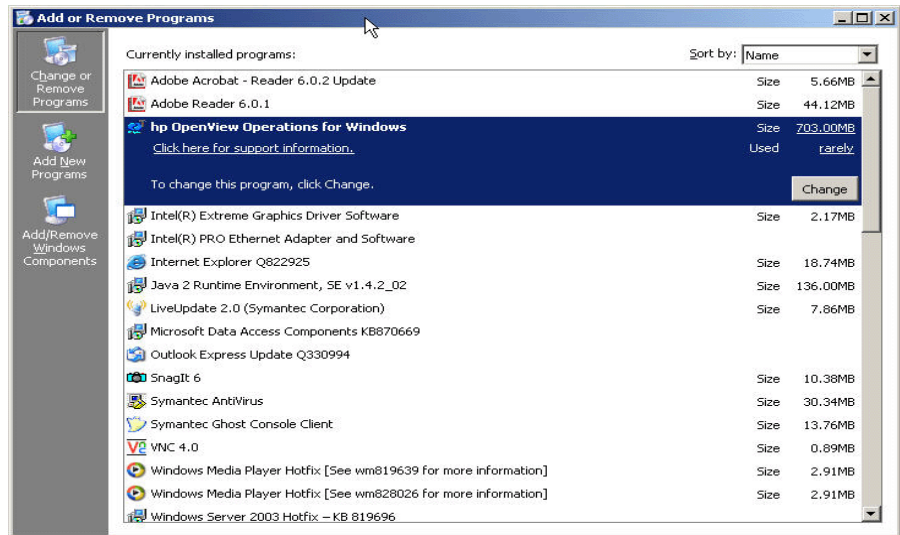 Add or Remove Programs
Change or
Remove
Programs
Add New
Programs
Add/Remove
Windows
Components
Currently installed programs: Sort by: Name
Adobe Acrobat - Reader 6.0.2 Update Size 5.66MB
Adobe Reader 6.0.1 Size 44.12MB
hp OpenView Operations for Windows Size 703.00MB
Click here for support information. Used rarely
To change this program, click Change. Change
Intel(R) Extreme Graphics Driver Software Size 2.17MB
Intel(R) PRO Ethernet Adapter and Software
Internet Explorer Q822925 Size 18.74MB
Java 2 Runtime Environment, SE v1.4.2_02 Size 136.00MB
LiveUpdate 2.0 (Symantec Corporation) Size 7.86MB
Microsoft Data Access Components KB870669
Outlook Express Update Q330994
SnagIt 6 Size 10.38MB
Symantec AntiVirus Size 30.34MB
Symantec Ghost Console Client Size 13.76MB
VNC 4.0 Size 0.89MB
Windows Media Player Hotfix [See wm819639 for more information] Size 2.91MB
Windows Media Player Hotfix [See wm828026 for more information] Size 2.91MB
Windows Server 2003 Hotfix – KB 819696